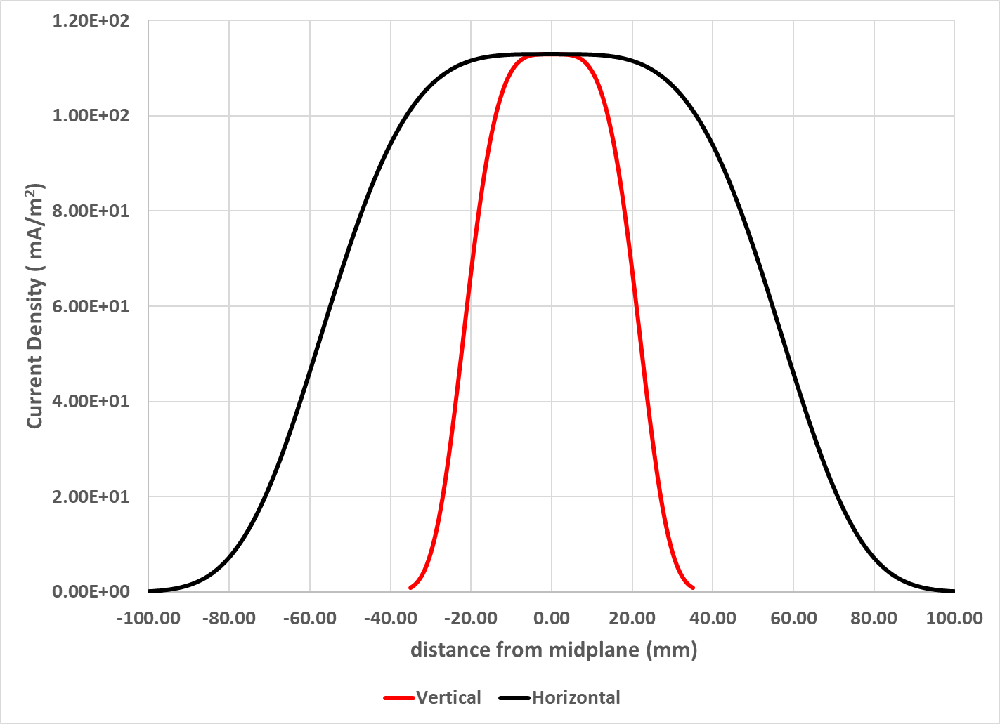 1.20E+02
1.00E+02
8.00E+01
6.00E+01
4.00E+01
2.00E+01
0.00E+00
Current Density ( mA/m²)
-100.00 -80.00 -60.00 -40.00 -20.00 0.00 20.00 40.00 60.00 80.00 100.00
distance from midplane (mm)
Vertical Horizontal